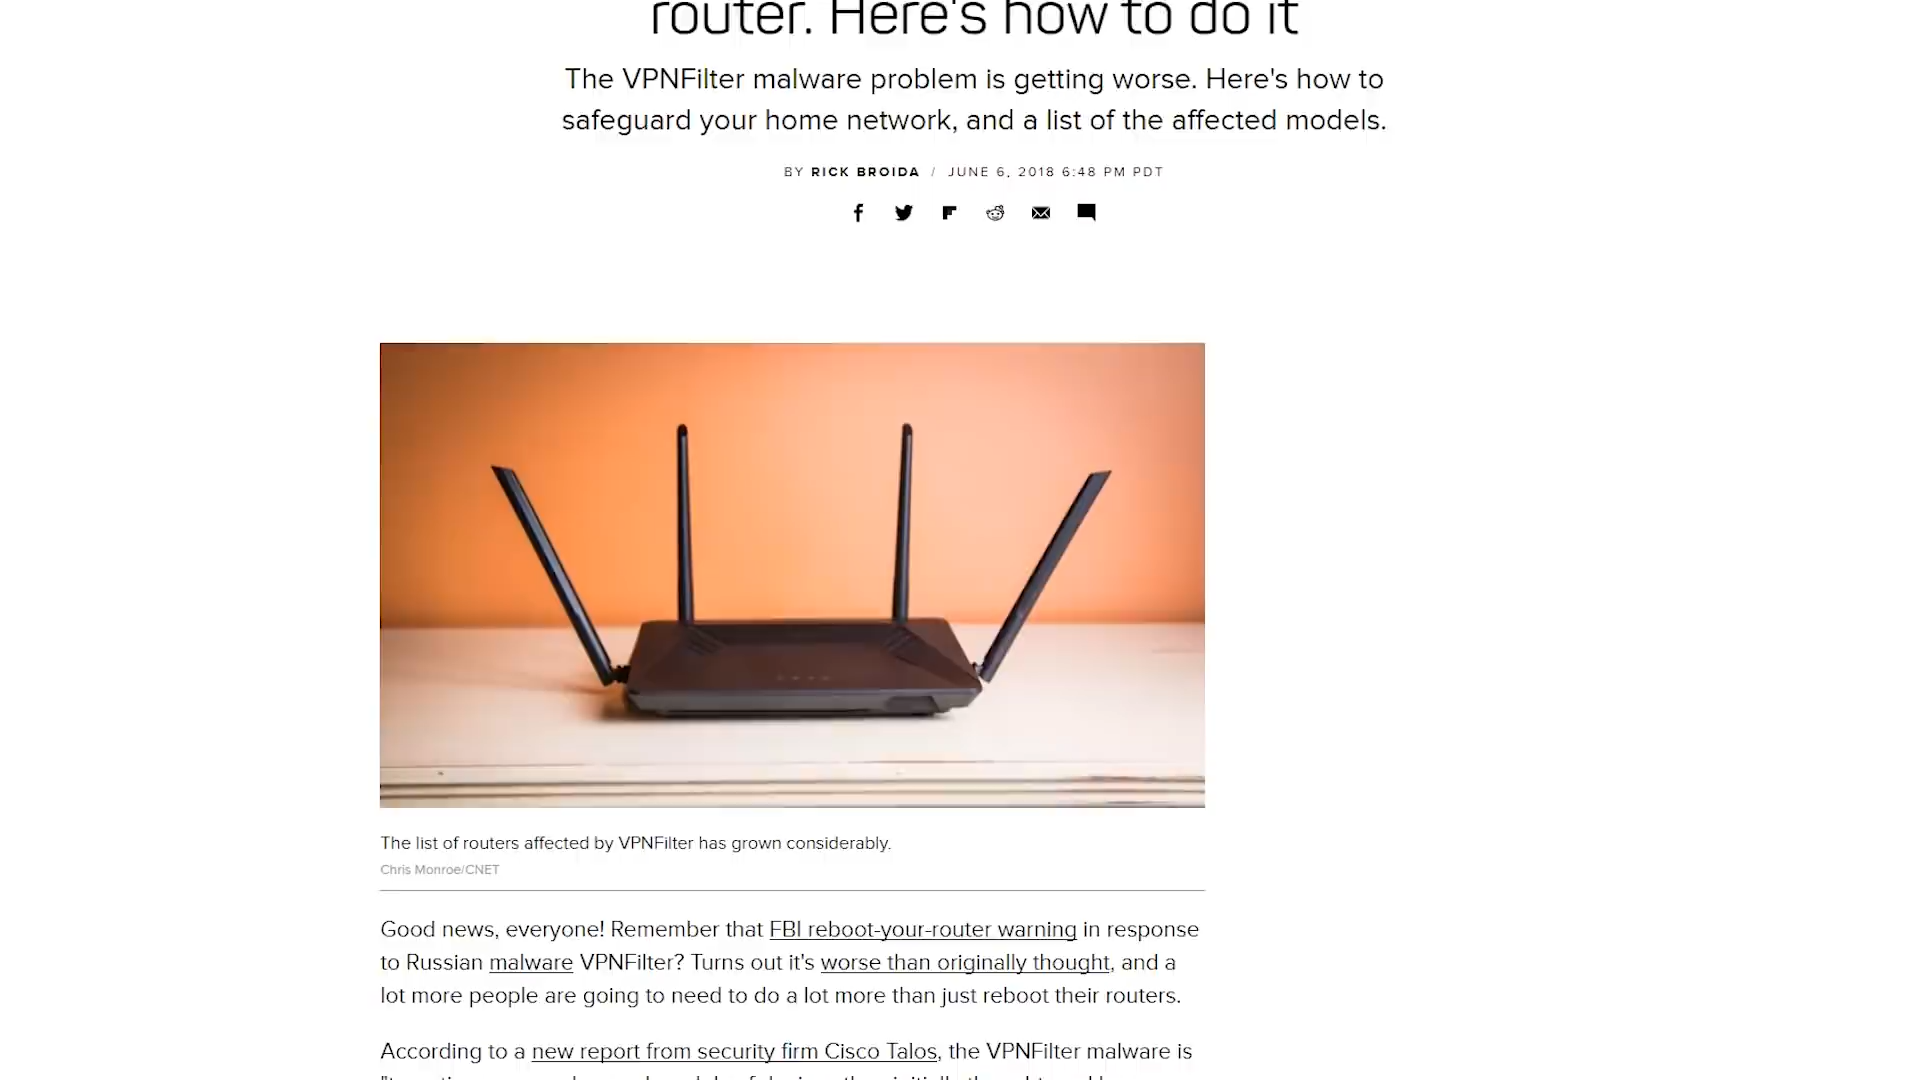 router. Here's how to do it
The VPNFilter malware problem is getting worse. Here's how to
safeguard your home network, and a list of the affected models.
BY RICK BROIDA / JUNE 6, 2018 6:48 PM PDT
The list of routers affected by VPNFilter has grown considerably.
Chris Monroe/CNET
Good news, everyone! Remember that FBI reboot-your-router warning in response
to Russian malware VPNFilter? Turns out it's worse than originally thought, and a
lot more people are going to need to do a lot more than just reboot their routers.
According to a new report from security firm Cisco Talos, the VPNFilter malware is